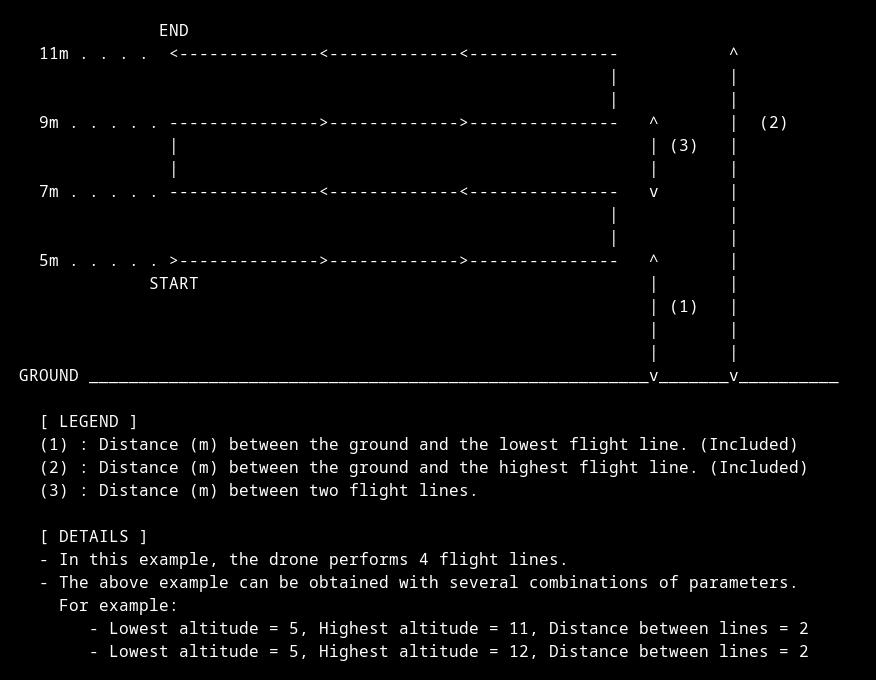 END
  11m . . . .  <--------------<-------------<---------------           ^
                                                           |           |
                                                           |           |
  9m . . . . . --------------->------------->---------------   ^       |  (2)
               |                                               | (3)   |
               |                                               |       |
  7m . . . . . ---------------<-------------<---------------   v       |
                                                           |           |
                                                           |           |
  5m . . . . . >-------------->------------->---------------   ^       |
             START                                             |       |
                                                               | (1)   |
                                                               |       |
                                                               |       |
GROUND ________________________________________________________v_______v__________

  [ LEGEND ]
  (1) : Distance (m) between the ground and the lowest flight line. (Included)
  (2) : Distance (m) between the ground and the highest flight line. (Included)
  (3) : Distance (m) between two flight lines.

  [ DETAILS ]
  - In this example, the drone performs 4 flight lines.
  - The above example can be obtained with several combinations of parameters.
    For example:
       - Lowest altitude = 5, Highest altitude = 11, Distance between lines = 2
       - Lowest altitude = 5, Highest altitude = 12, Distance between lines = 2